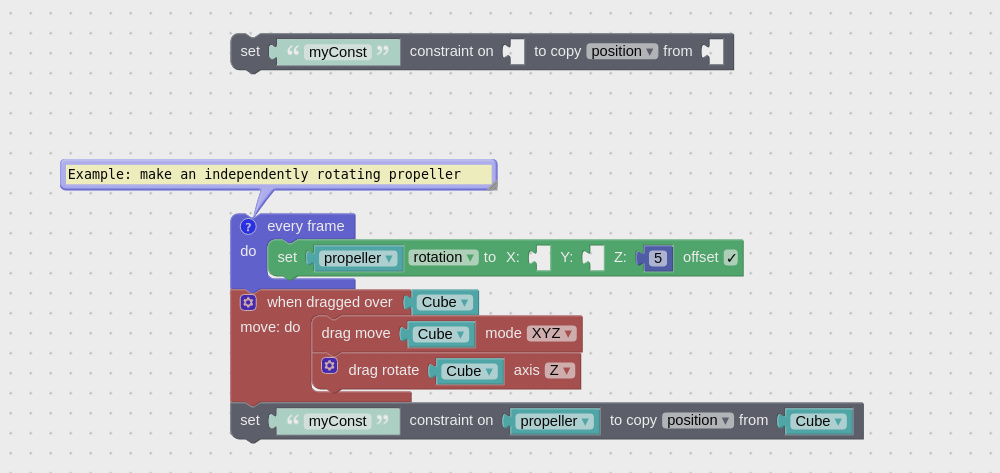 set “ myConst ” constraint on to copy position ▾ from
Example: make an independently rotating propeller
? every frame
do set propeller ▾ rotation ▾ to X: Y: Z: 5 offset ✓
when dragged over Cube ▾
move: do drag move Cube ▾ mode XYZ ▾
drag rotate Cube ▾ axis Z ▾
set “ myConst ” constraint on propeller ▾ to copy position ▾ from Cube ▾